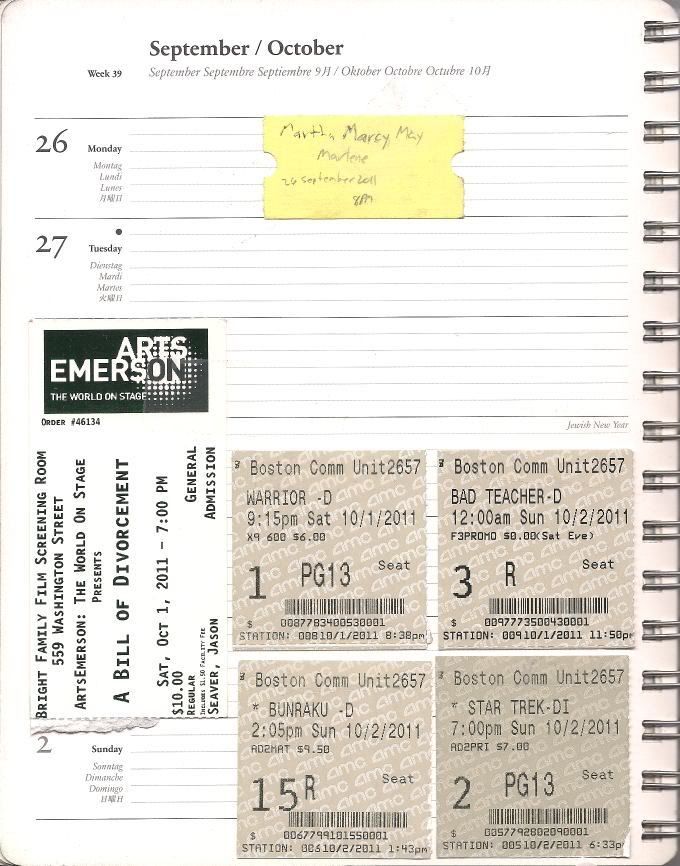 September / October
Week 39
September Septembre Septiembre 9月 / Oktober Octobre Octubre 10月
26 Monday
Montag
Lundi
Lunes
月曜日
Martha Marcy May
Marlene
26 September 2011
8PM
27 Tuesday
Dienstag
Mardi
Martes
火曜日
Jewish New Year
ARTS
EMERSON
THE WORLD ON STAGE
ORDER #46134
BRIGHT FAMILY FILM SCREENING ROOM
559 WASHINGTON STREET
ARTSEMERSON: THE WORLD ON STAGE
PRESENTS
A BILL OF DIVORCEMENT
SAT, OCT 1, 2011 – 7:00 PM
$10.00
GENERAL
REGULAR
ADMISSION
INCLUDES $1.50 FACILITY FEE
SEAVER, JASON
Boston Comm Unit2657
WARRIOR -D
9:15pm Sat 10/1/2011
X9 600 $6.00
Seat
1 PG13
$ 0087783400530001
STATION: 008 10/1/2011 8:38pm
Boston Comm Unit2657
BAD TEACHER-D
12:00am Sun 10/2/2011
F3PROMO $0.00(Sat Eve)
Seat
3 R
$ 0097773500430001
STATION: 009 10/1/2011 11:50p
Boston Comm Unit2657
* BUNRAKU -D
2:05pm Sun 10/2/2011
AD2MAT $9.50
Seat
15 R
$ 0067799101550001
STATION: 006 10/2/2011 1:43pm
Boston Comm Unit2657
* STAR TREK-DI
7:00pm Sun 10/2/2011
AD2PRI $7.00
Seat
2 PG13
$ 0057792802090001
STATION: 005 10/2/2011 6:33p
2 Sunday
Sonntag
Dimanche
Domingo
日曜日